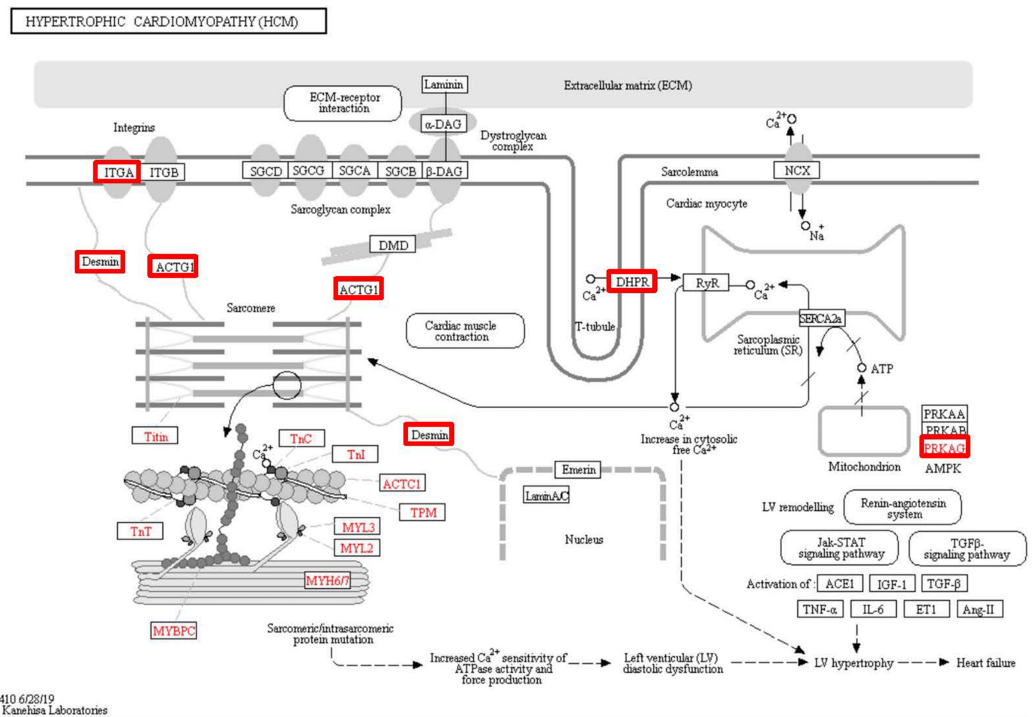 HYPERTROPHIC CARDIOMYOPATHY (HCM)
Laminin
Extracellular matrix (ECM)
ECM-receptor
interaction
α-DAG
Integrins
Dystroglycan
complex
Ca2+
ITGA
ITGB
SGCD
SGCG
SGCA
SGCB
β-DAG
Sarcolemma
NCX
Sarcoglycan complex
Cardiac myocyte
Na+
DMD
Desmin
ACTG1
ACTG1
Ca2+
DHPR
RyR
Ca2+
Sarcomere
T-tubule
SERCA2a
Cardiac muscle
contraction
Sarcoplasmic
reticulum (SR)
ATP
Ca2+
Increase in cytosolic
free Ca2+
Mitochondrion
PRKAA
PRKAB
PRKAG
AMPK
Titin
Ca2+
TnC
TnI
ACTC1
TPM
TnT
MYL3
MYL2
MYH6/7
MYBPC
Desmin
Emerin
LaminA/C
Nucleus
LV remodelling
Renin-angiotensin
system
Jak-STAT
signaling pathway
TGFβ-
signaling pathway
Activation of :
ACE1
IGF-1
TGF-β
TNF-α
IL-6
ET1
Ang-II
Sarcomeric/intrasarcomeric
protein mutation
Increased Ca2+ sensitivity of
ATPase activity and
force production
Left venticular (LV)
diastolic dysfunction
LV hypertrophy
Heart failure
410 6/28/19
Kanehisa Laboratories